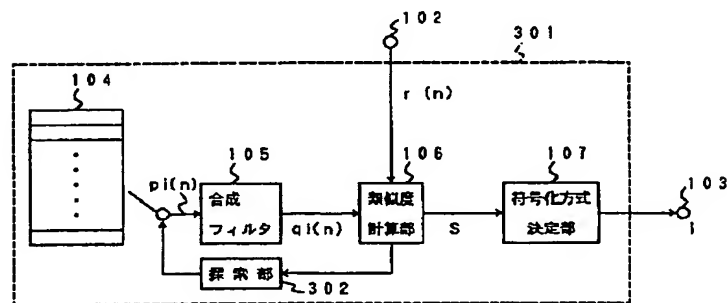 102
301
104
r(n)
105
106
107
103
pi(n)
合成
フィルタ
qi(n)
類似度
計算部
S
符号化方式
決定部
I
探索部
302